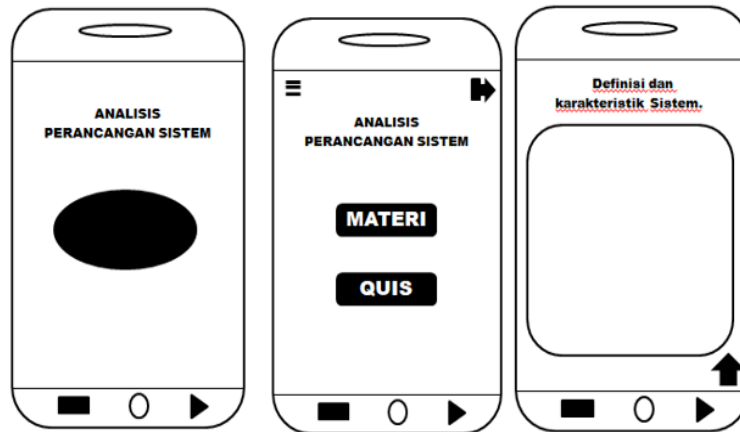 ANALISIS
PERANCANGAN SISTEM
ANALISIS
PERANCANGAN SISTEM
MATERI
QUIS
Definisi dan
karakteristik Sistem.